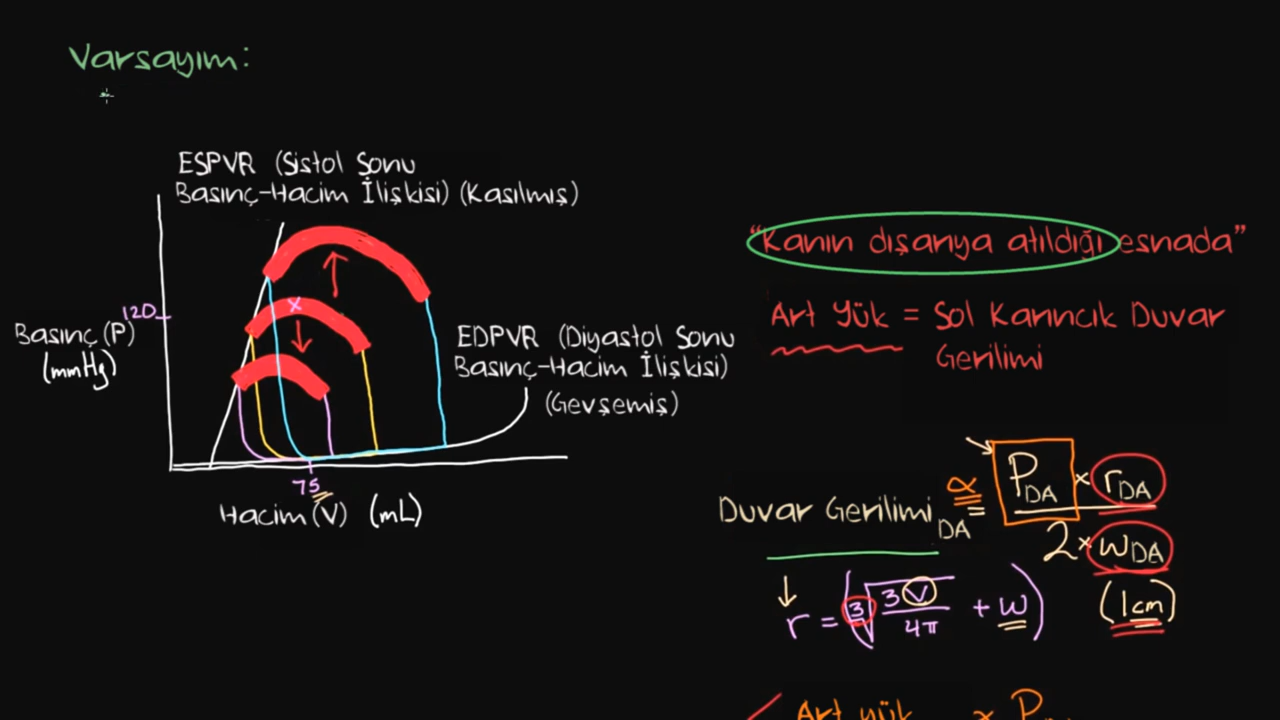 Varsayım:
ESPVR (Sistol Sonu
Basınç-Hacim İlişkisi) (Kasılmış)
120
Basınç (P)
(mmHg)
x
EDPVR (Diyastol Sonu
Basınç-Hacim İlişkisi)
(Gevşemiş)
75
Hacim (V) (mL)
"Kanın dışarıya atıldığı esnada"
Art Yük = Sol Karıncık Duvar
Gerilimi
Duvar Gerilimi DA ∝ = P DA × r DA
2 × w DA
(1cm)
r = (3√3V/4π + w)
Art yük ∝ P